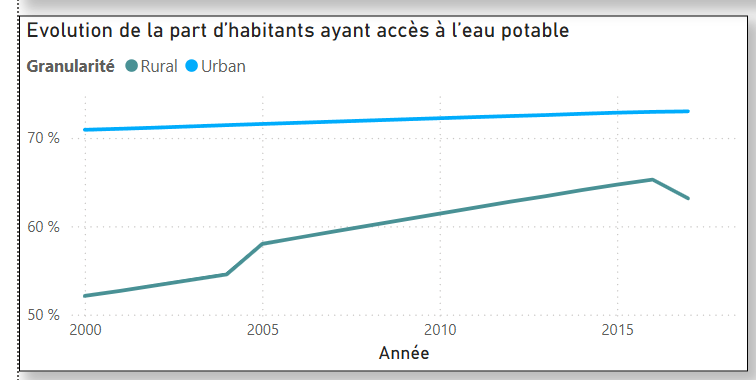 Evolution de la part d'habitants ayant accès à l'eau potable
Granularité Rural Urban
70 %
60 %
50 %
2000 2005 2010 2015
Année